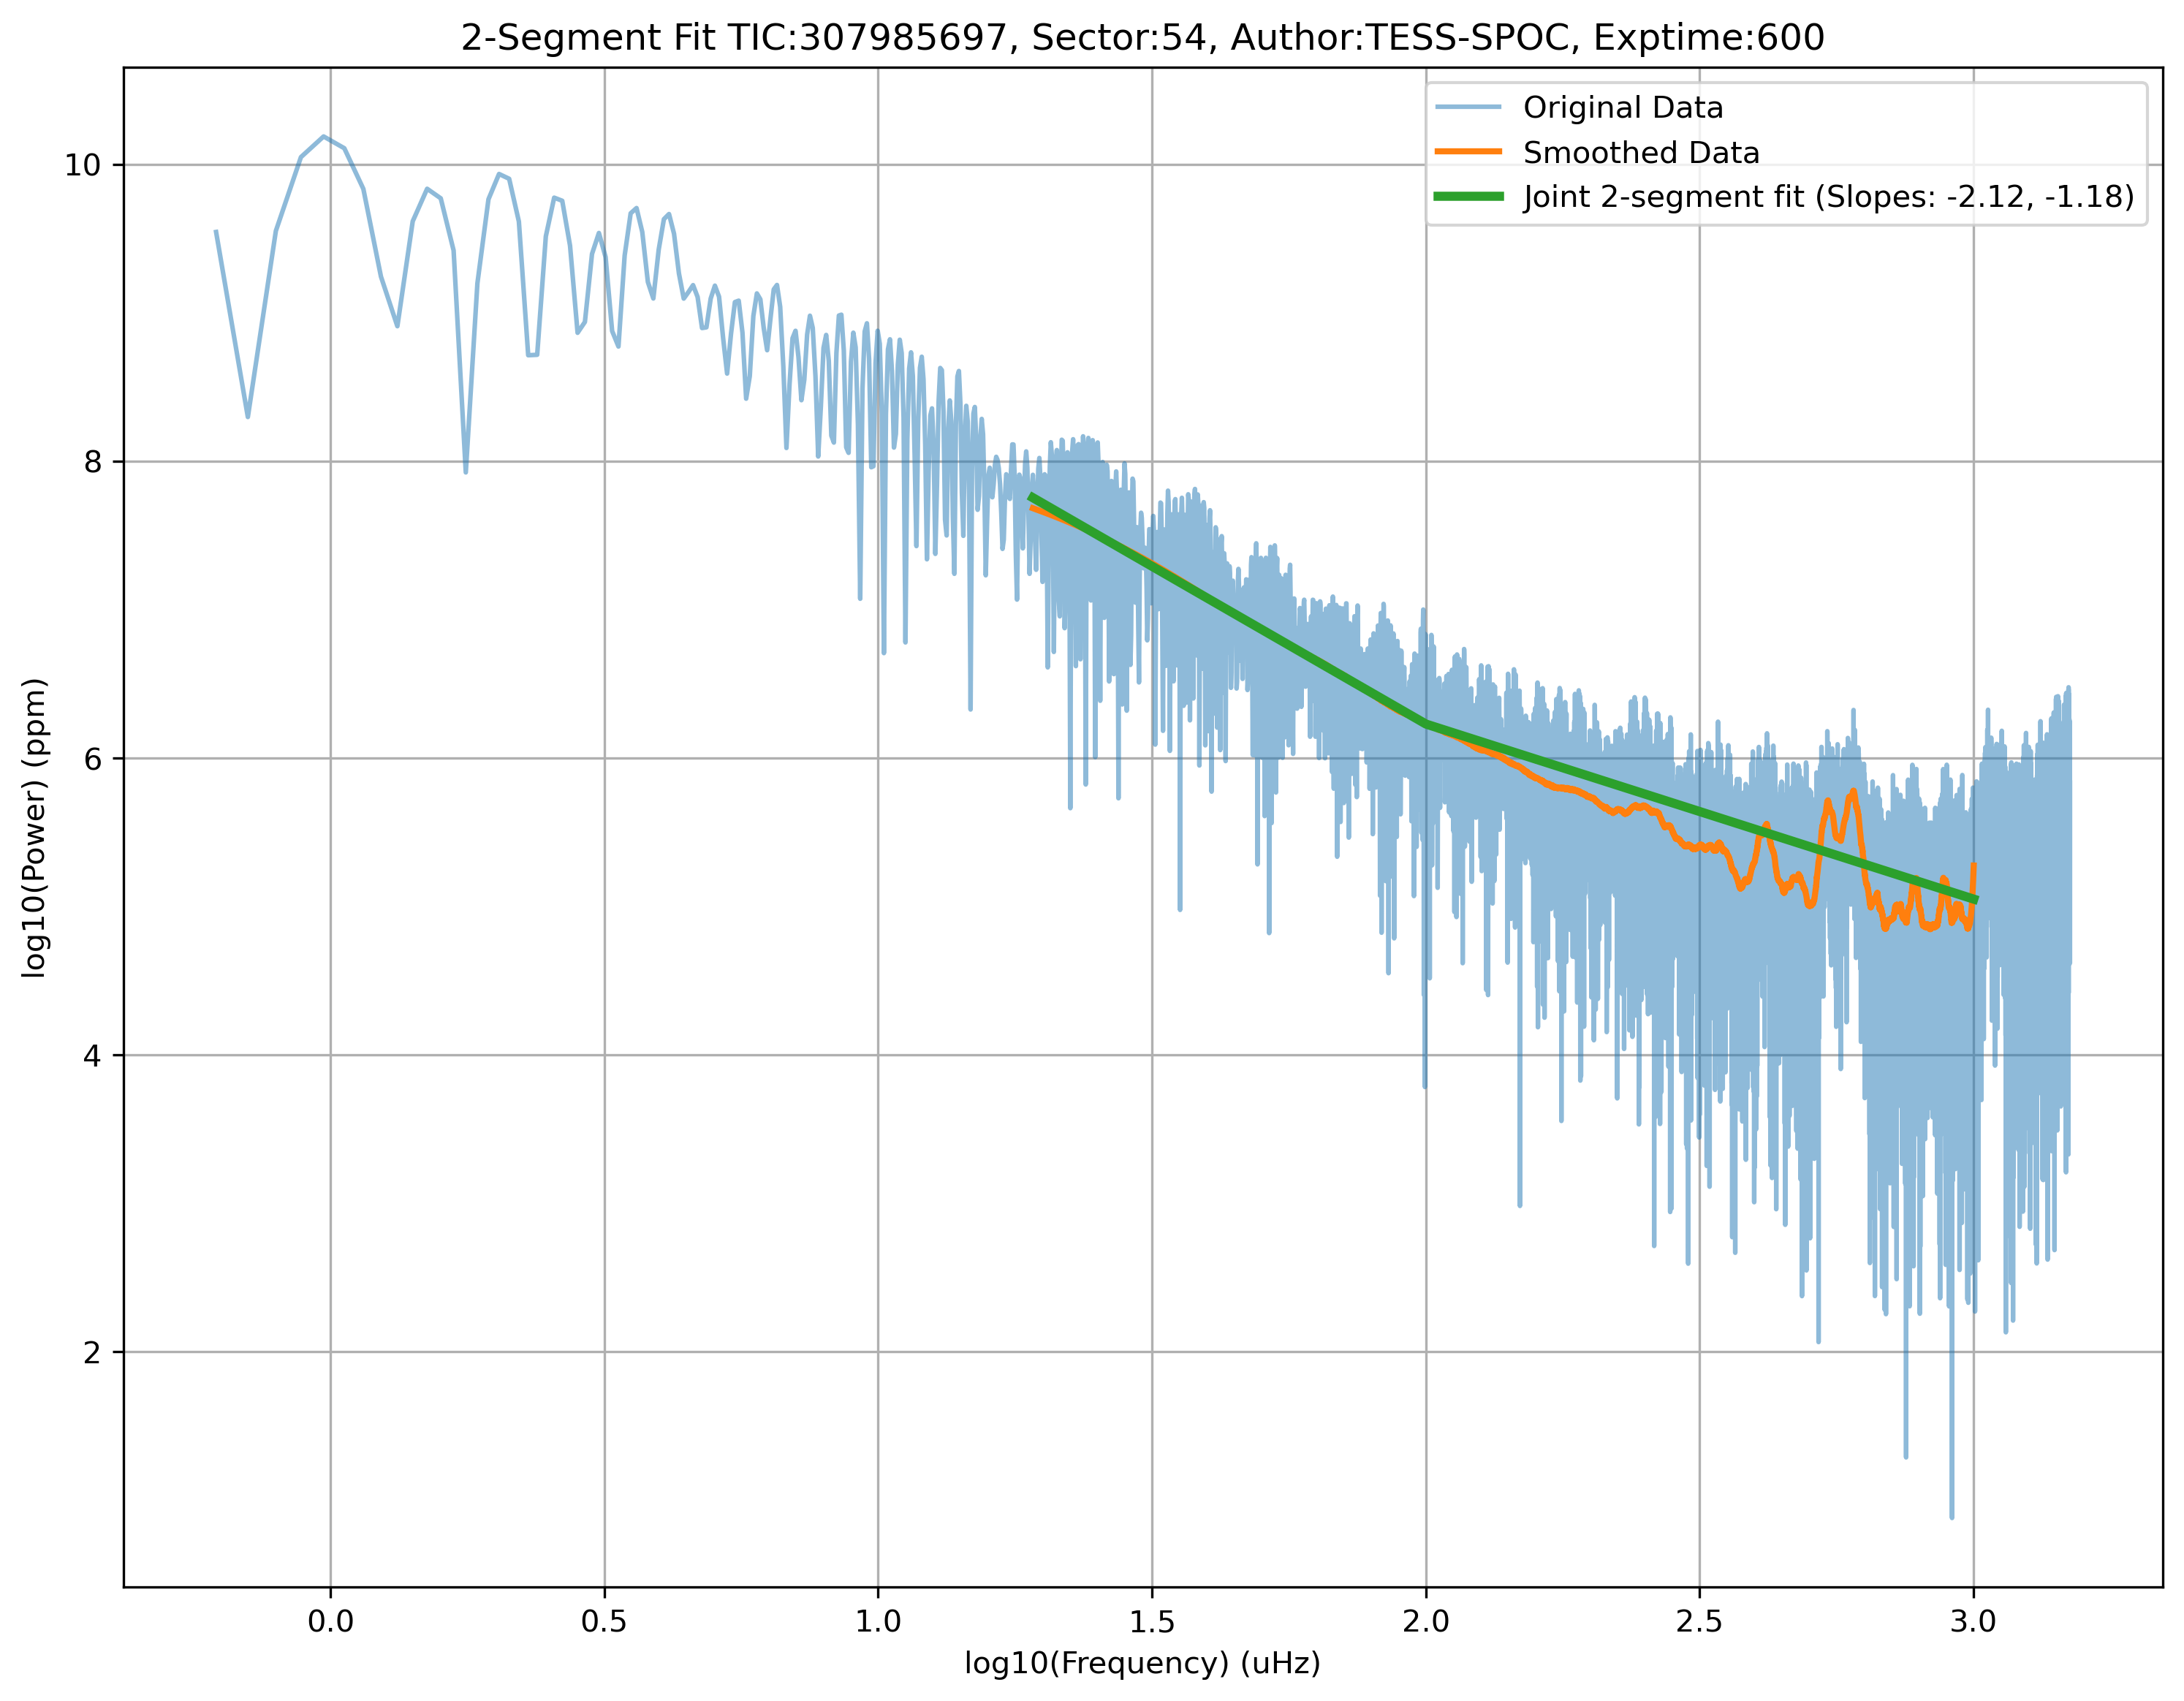 2-Segment Fit TIC:307985697, Sector:54, Author:TESS-SPOC, Exptime:600
Original Data
Smoothed Data
Joint 2-segment fit (Slopes: -2.12, -1.18)
log10(Power) (ppm)
10
8
6
4
2
0.0 0.5 1.0 1.5 2.0 2.5 3.0
log10(Frequency) (uHz)